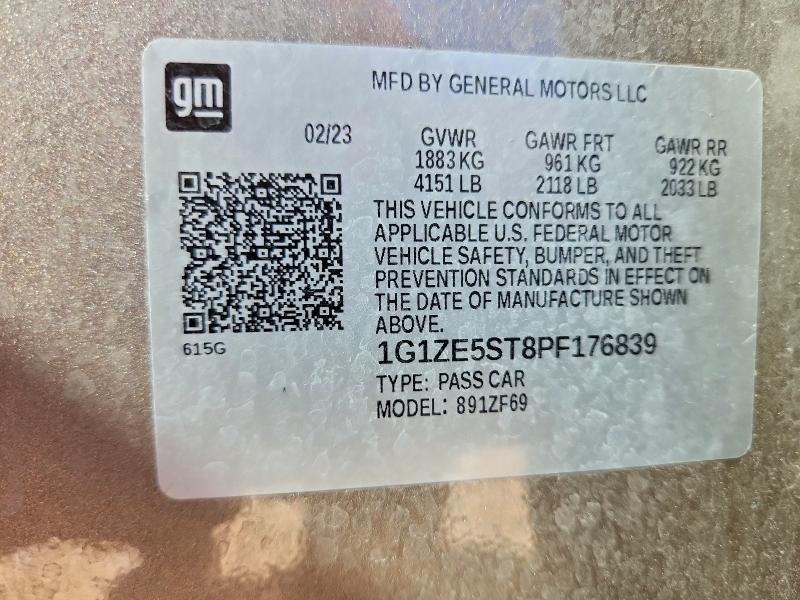 gm
MFD BY GENERAL MOTORS LLC
02/23 GVWR GAWR FRT GAWR RR
1883 KG 961 KG 922 KG
4151 LB 2118 LB 2033 LB
THIS VEHICLE CONFORMS TO ALL
APPLICABLE U.S. FEDERAL MOTOR
VEHICLE SAFETY, BUMPER, AND THEFT
PREVENTION STANDARDS IN EFFECT ON
THE DATE OF MANUFACTURE SHOWN
ABOVE.
615G
1G1ZE5ST8PF176839
TYPE: PASS CAR
MODEL: 891ZF69